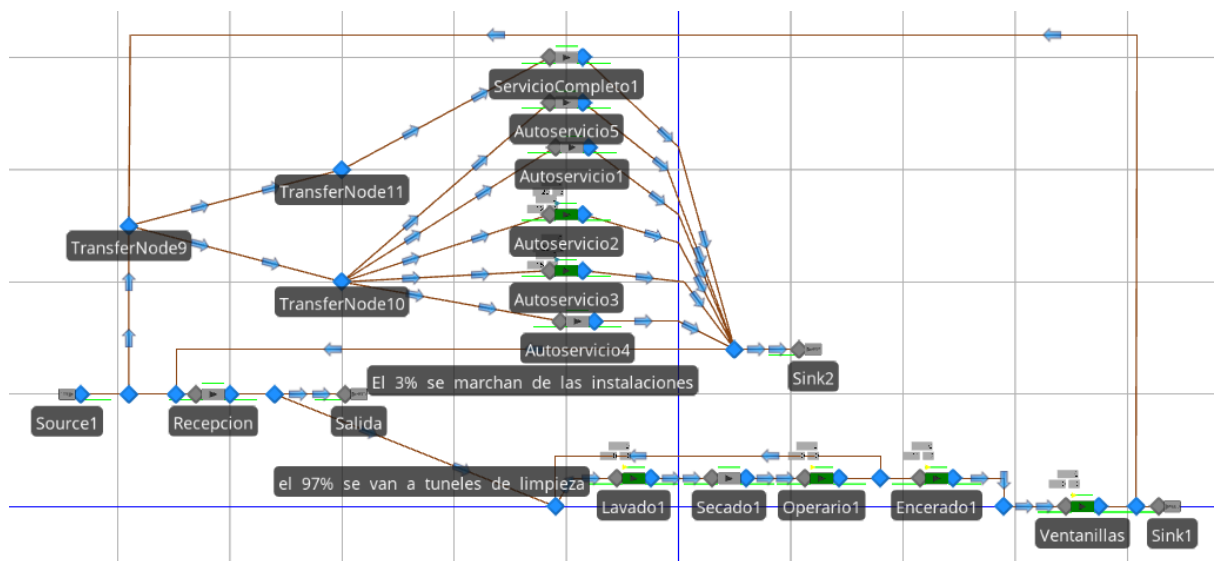 ServicioCompleto1
Autoservicio5
Autoservicio1
TransferNode11
Autoservicio2
TransferNode9
Autoservicio3
TransferNode10
Autoservicio4
Sink2
El 3% se marchan de las instalaciones
Source1
Recepcion
Salida
el 97% se van a tuneles de limpieza
Lavado1
Secado1
Operario1
Encerado1
Ventanillas
Sink1